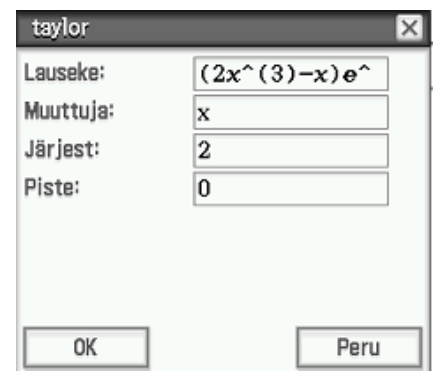 taylor
Lauseke: (2x^(3)−x)e^
Muuttuja: x
Järjest: 2
Piste: 0
OK Peru